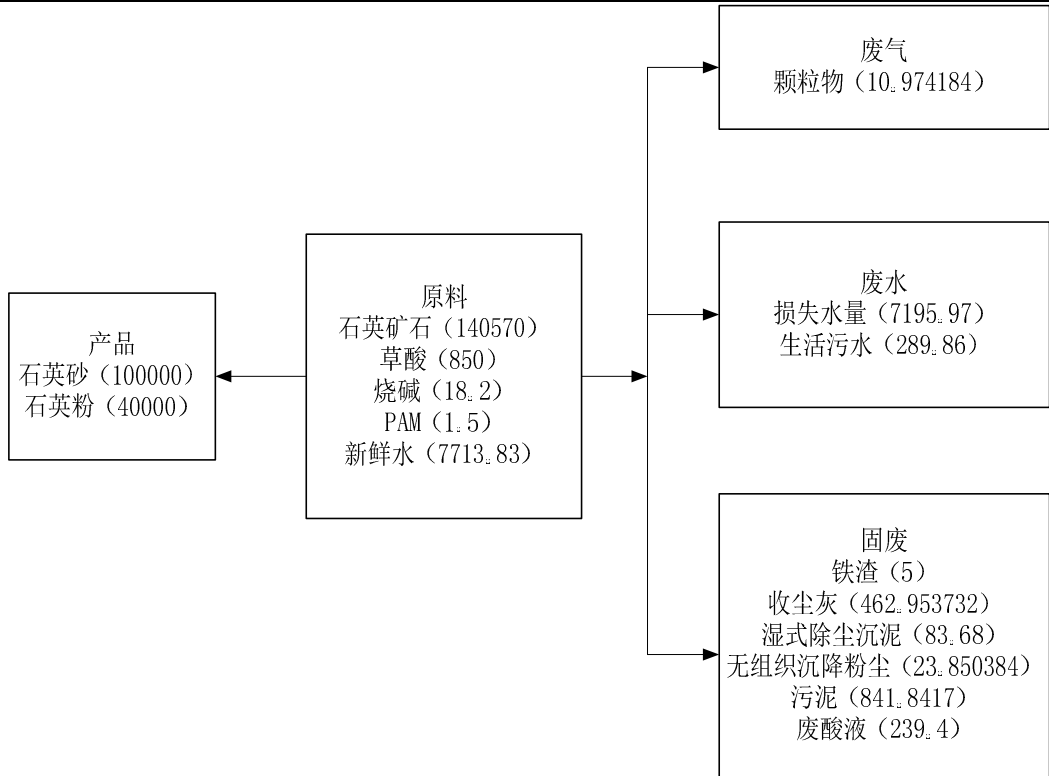 产品
石英砂（100000）
石英粉（40000）
原料
石英矿石（140570）
草酸（850）
烧碱（18.2）
PAM（1.5）
新鲜水（7713.83）
废气
颗粒物（10.974184）
废水
损失水量（7195.97）
生活污水（289.86）
固废
铁渣（5）
收尘灰（462.953732）
湿式除尘沉泥（83.68）
无组织沉降粉尘（23.850384）
污泥（841.8417）
废酸液（239.4）